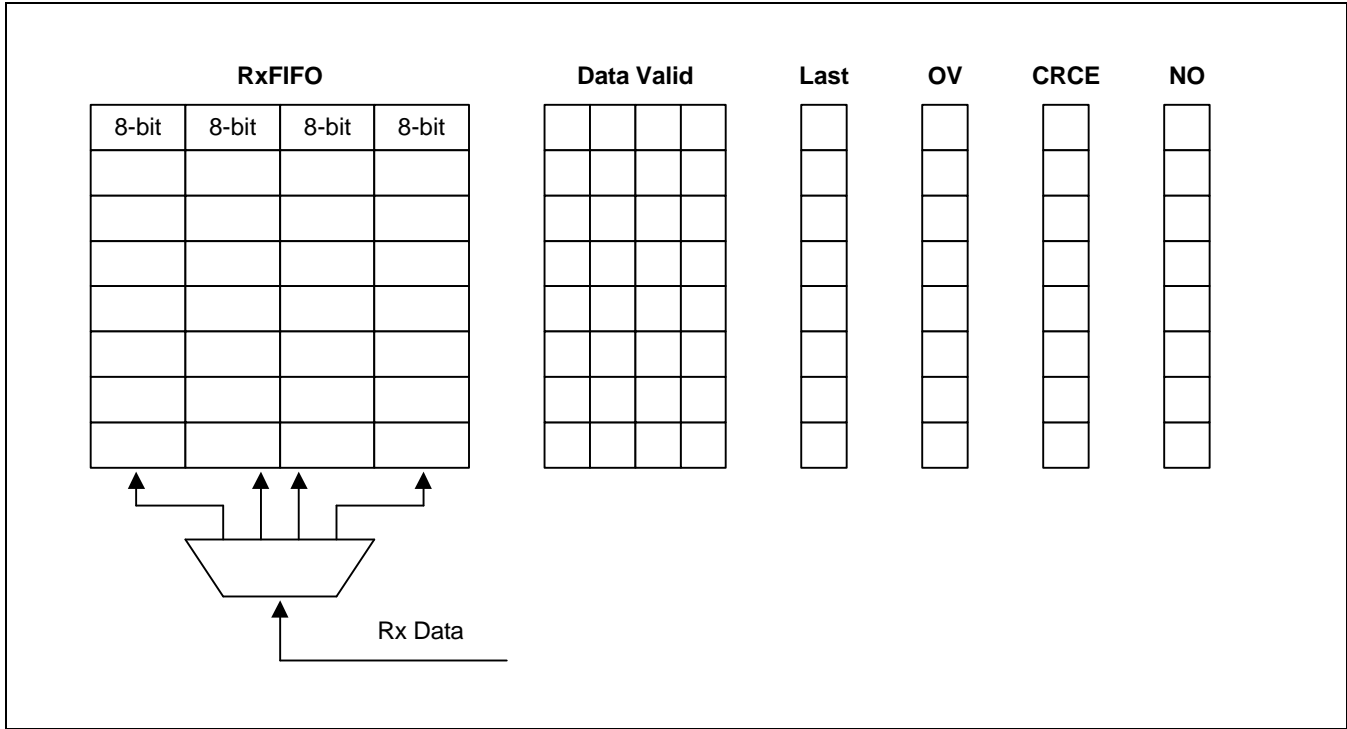 RxFIFO Data Valid Last OV CRCE NO
8-bit 8-bit 8-bit 8-bit
Rx Data